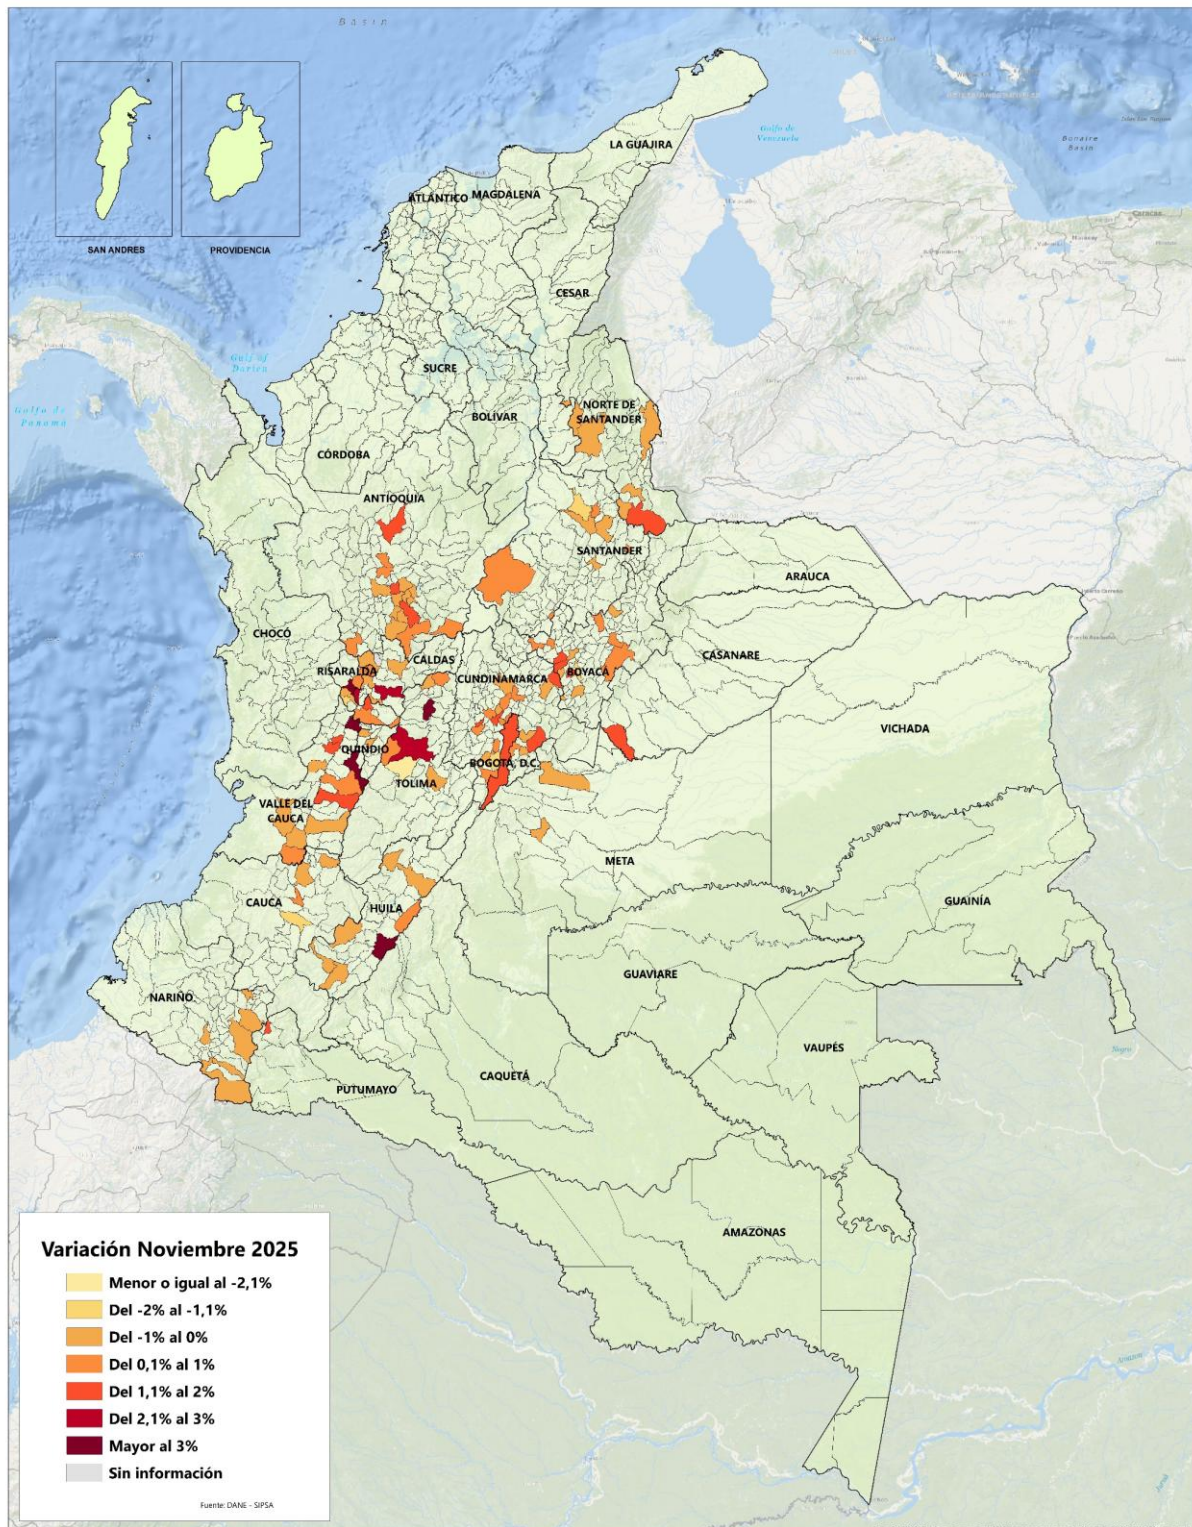 Basin
LA GUAJIRA
Golfo de
Venezuela
Bonaire
Basin
ATLÁNTICO
MAGDALENA
SAN ANDRES
PROVIDENCIA
CESAR
Gulf of
Darien
Golfo de
Panamá
SUCRE
BOLÍVAR
NORTE DE
SANTANDER
CÓRDOBA
ANTIOQUIA
SANTANDER
ARAUCA
CHOCÓ
CALDAS
CASANARE
RISARALDA
CUNDINAMARCA
BOYACÁ
VICHADA
QUINDIO
BOGOTÁ, D.C.
TOLIMA
VALLE DEL
CAUCA
META
CAUCA
HUILA
GUAINÍA
GUAVIARE
NARIÑO
VAUPÉS
CAQUETÁ
PUTUMAYO
AMAZONAS
Variación Noviembre 2025
Menor o igual al -2,1%
Del -2% al -1,1%
Del -1% al 0%
Del 0,1% al 1%
Del 1,1% al 2%
Del 2,1% al 3%
Mayor al 3%
Sin información
Fuente: DANE - SIPSA